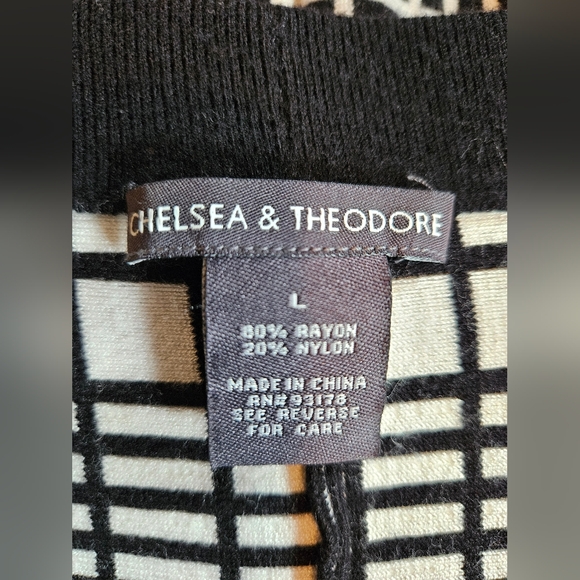 CHELSEA & THEODORE
L
80% RAYON
20% NYLON
MADE IN CHINA
RN# 93178
SEE REVERSE
FOR CARE